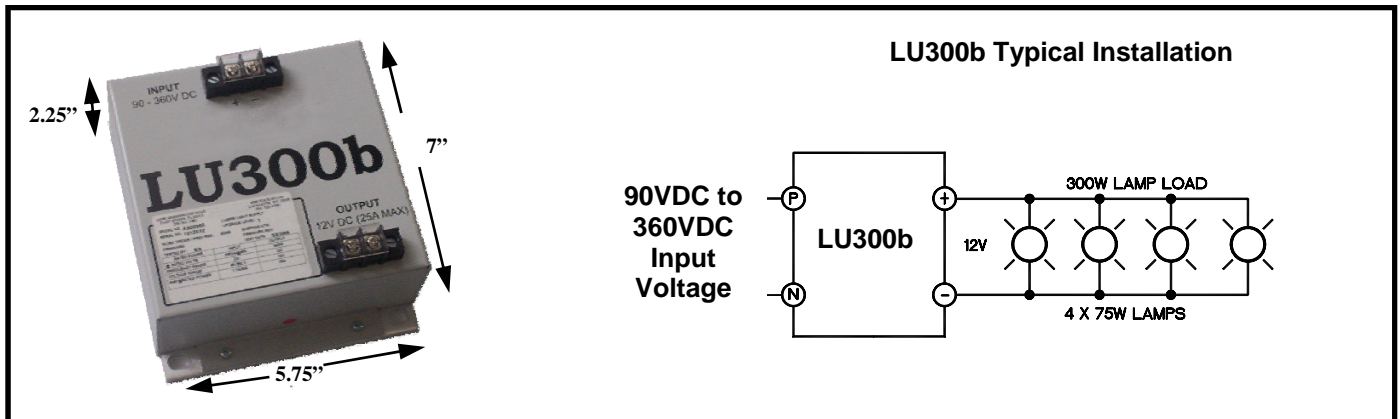 LU300b Typical Installation
2.25”
INPUT
90 - 360V DC
+ -
7”
LU300b
OUTPUT
12V DC (25A MAX)
5.75”
90VDC to
360VDC
Input
Voltage
P
N
LU300b
+
-
12V
300W LAMP LOAD
4 X 75W LAMPS